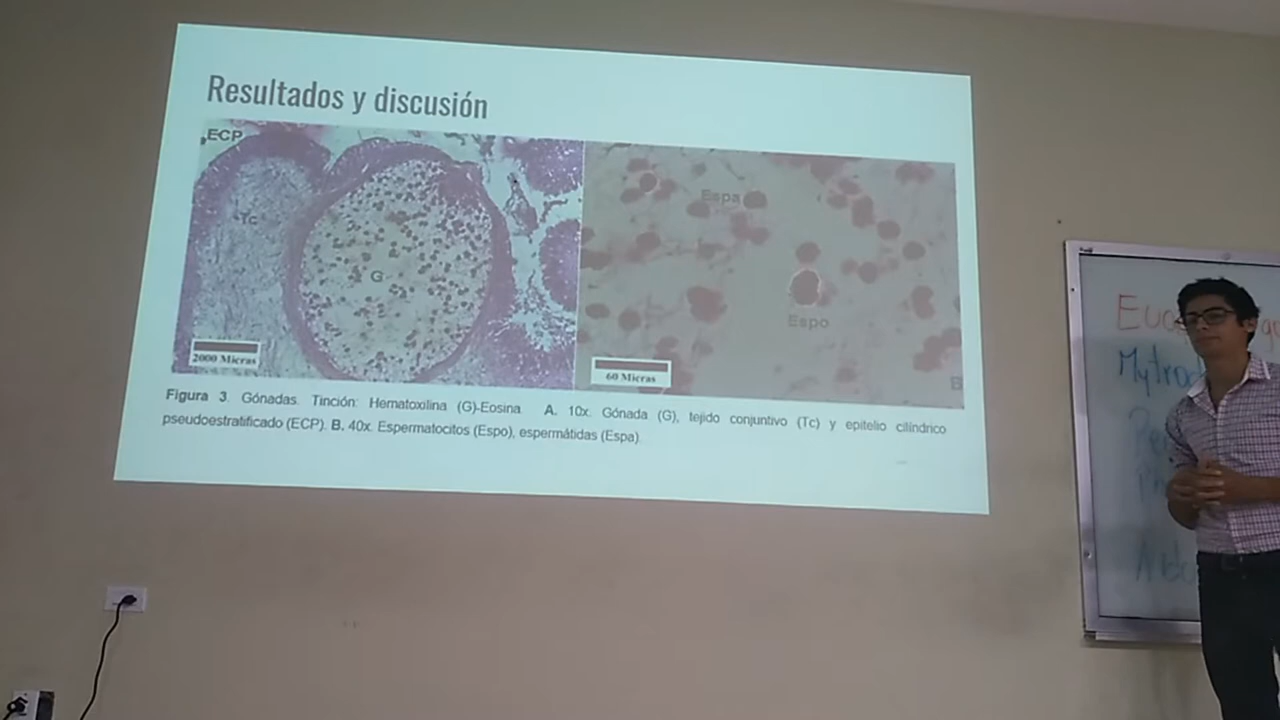 Resultados y discusión
ECP
Tc
G
2000 Micras
Espa
Espo
60 Micras
B
Figura 3. Gónadas. Tinción: Hematoxilina (G)-Eosina A. 10x. Gónada (G), tejido conjuntivo (Tc) y epitelio cilíndrico
pseudoestratificado (ECP). B. 40x. Espermatocitos (Espo), espermátidas (Espa).